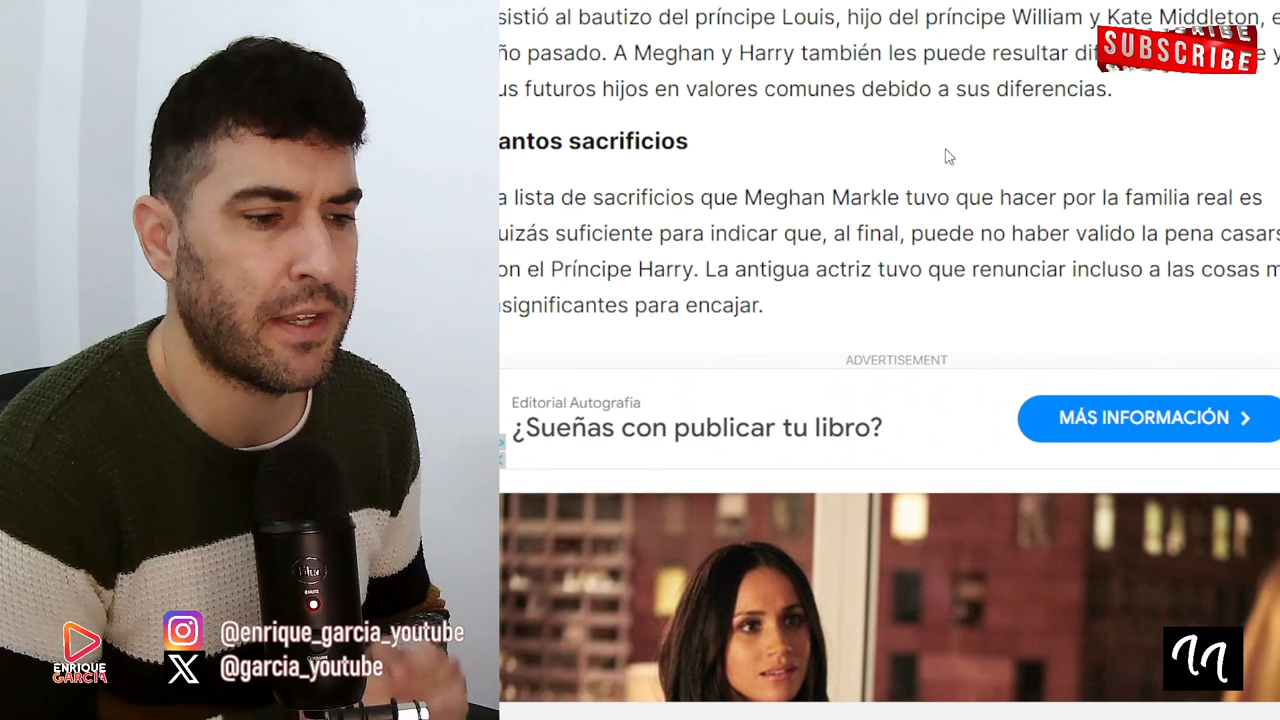 sistió al bautizo del príncipe Louis, hijo del príncipe William y Kate Middleton, e
ño pasado. A Meghan y Harry también les puede resultar dif
us futuros hijos en valores comunes debido a sus diferencias.
SUBSCRIBE
antos sacrificios
a lista de sacrificios que Meghan Markle tuvo que hacer por la familia real es
uizás suficiente para indicar que, al final, puede no haber valido la pena casars
on el Príncipe Harry. La antigua actriz tuvo que renunciar incluso a las cosas m
significantes para encajar.
ADVERTISEMENT
Editorial Autografia
¿Sueñas con publicar tu libro?
MÁS INFORMACIÓN
blue
ENRIQUE
GARCIA
@enrique_garcia_youtube
@garcia_youtube